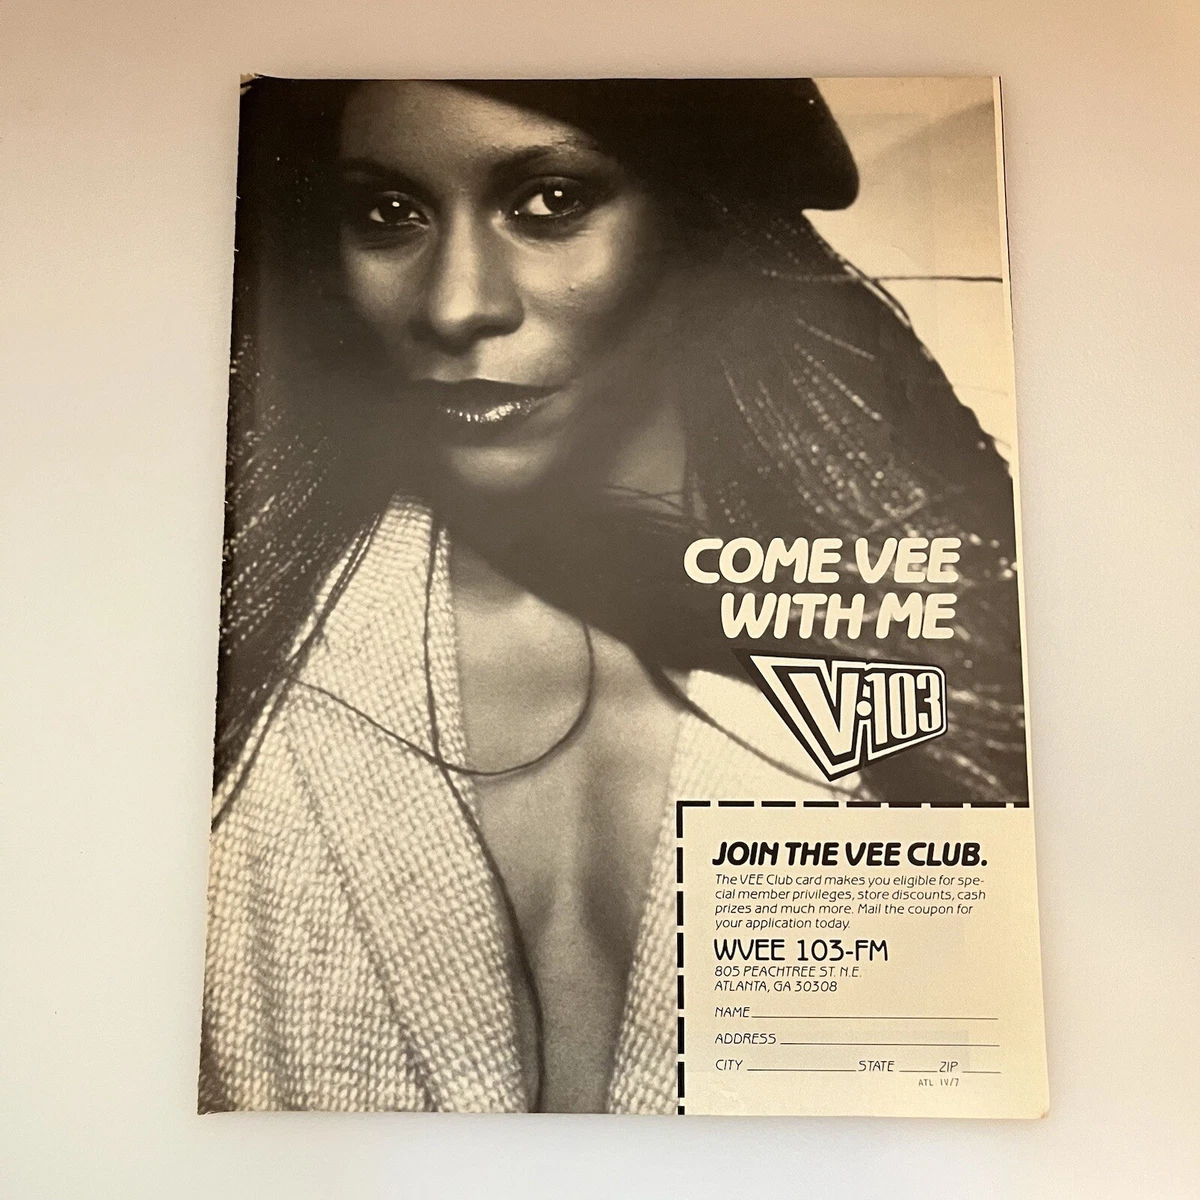 COME VEE
WITH ME
V·103
JOIN THE VEE CLUB.
The VEE Club card makes you eligible for spe-
cial member privileges, store discounts, cash
prizes and much more. Mail the coupon for
your application today.
WVEE 103-FM
805 PEACHTREE ST. N.E.
ATLANTA, GA 30308
NAME
ADDRESS
CITY STATE ZIP
ATL IV/7